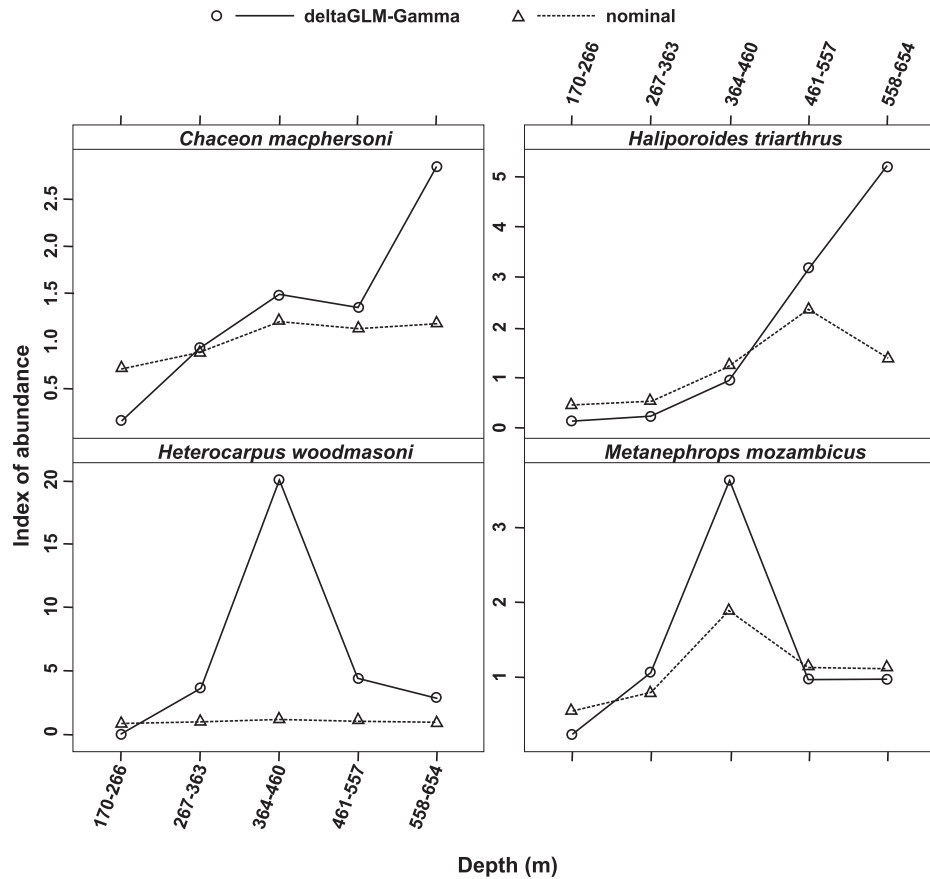 deltaGLM-Gamma nominal
170-266 267-363 364-460 461-557 558-654
Chaceon macphersoni Haliporoides triarthrus
2.5
2.0
1.5
1.0
0.5
5
4
3
2
1
0
Index of abundance
Heterocarpus woodmasoni Metanephrops mozambicus
20
15
10
5
0
3
2
1
170-266 267-363 364-460 461-557 558-654
Depth (m)